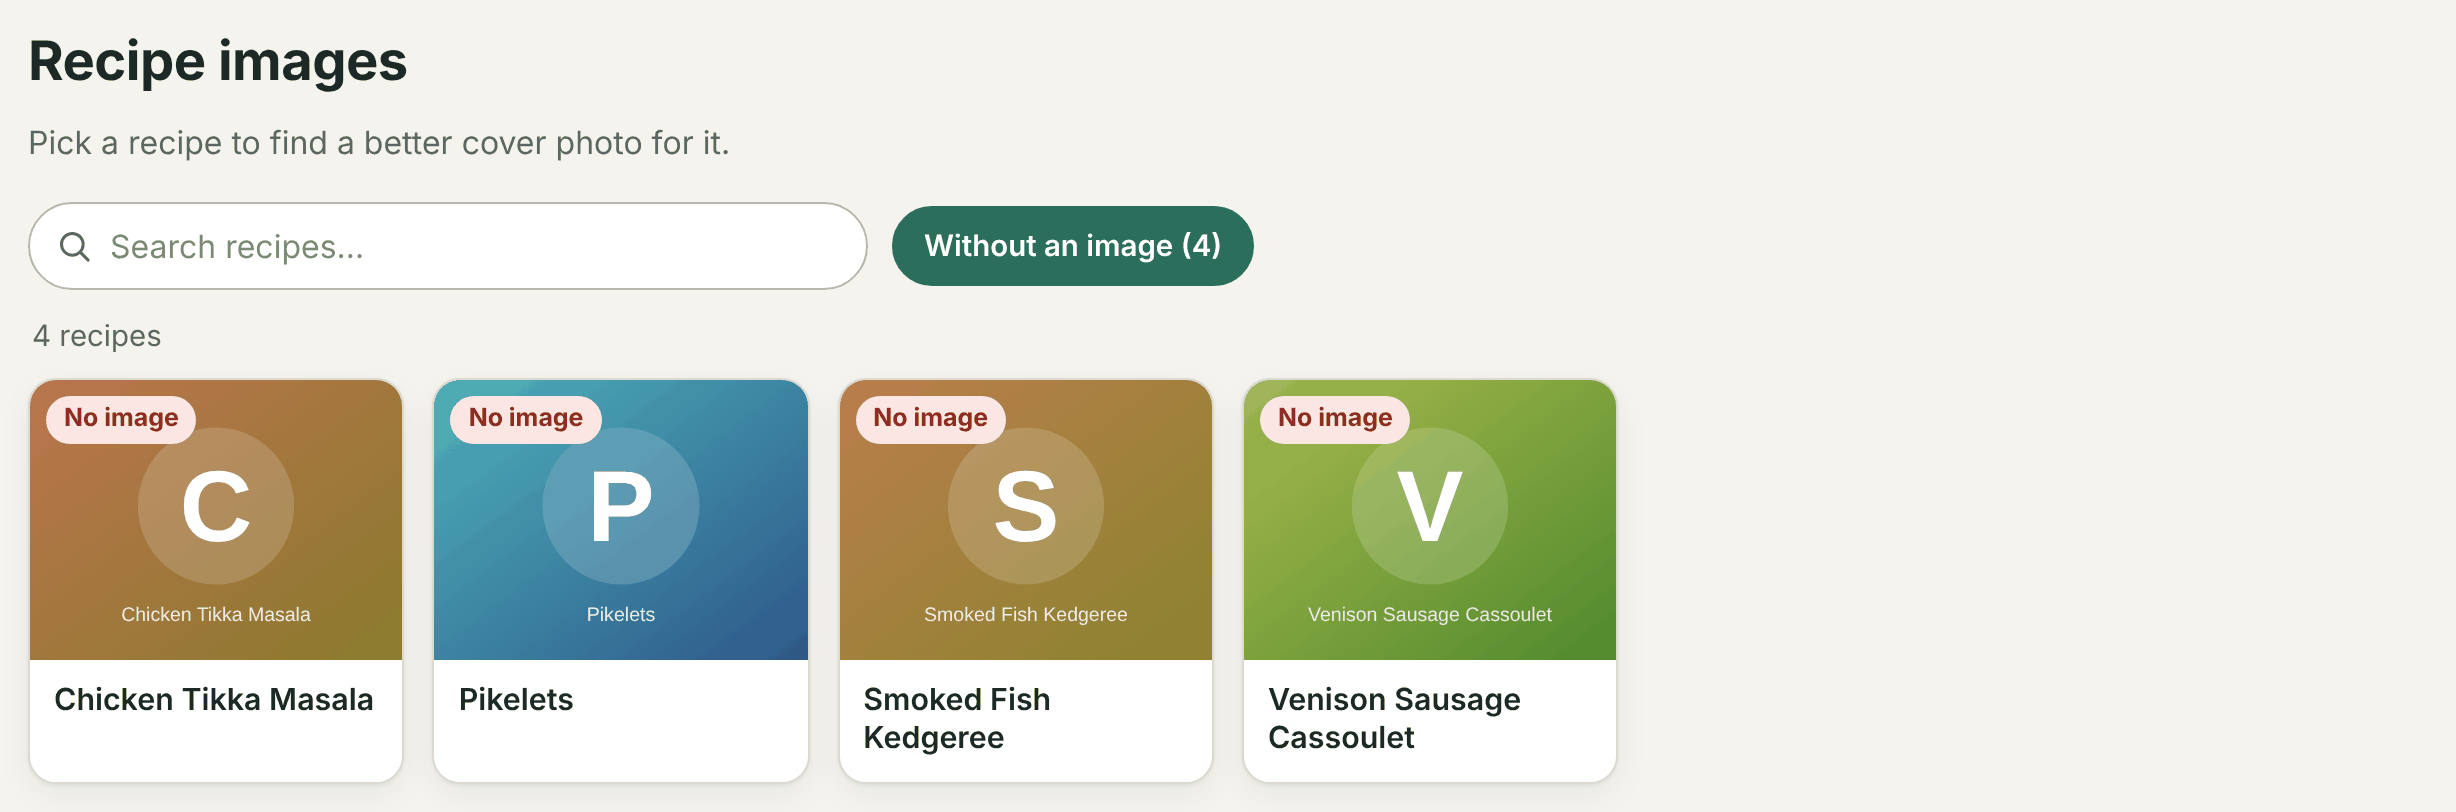 Recipe images
Pick a recipe to find a better cover photo for it.
Search recipes...
Without an image (4)
4 recipes
No image
C
Chicken Tikka Masala
Chicken Tikka Masala
No image
P
Pikelets
Pikelets
No image
S
Smoked Fish Kedgeree
Smoked Fish
Kedgeree
No image
V
Venison Sausage Cassoulet
Venison Sausage
Cassoulet